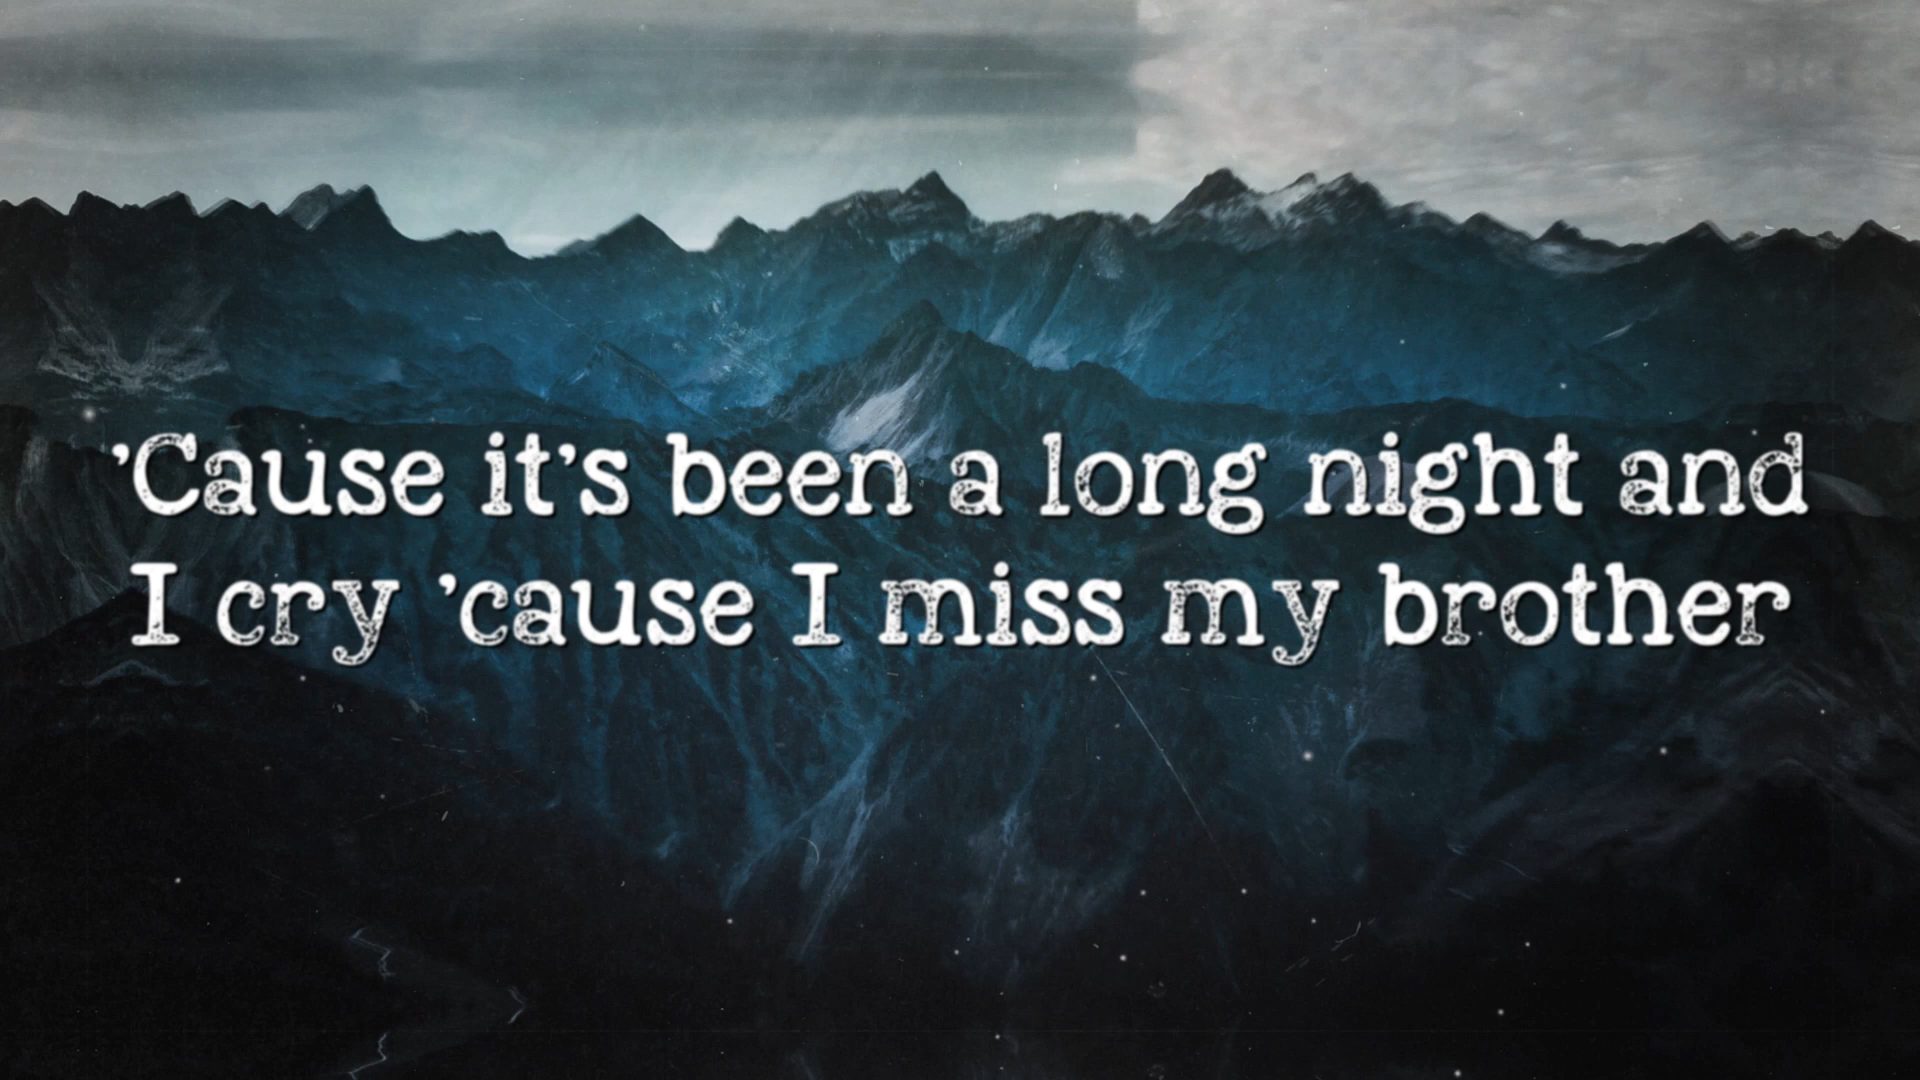 ’Cause it’s been a long night and
I cry ’cause I miss my brother